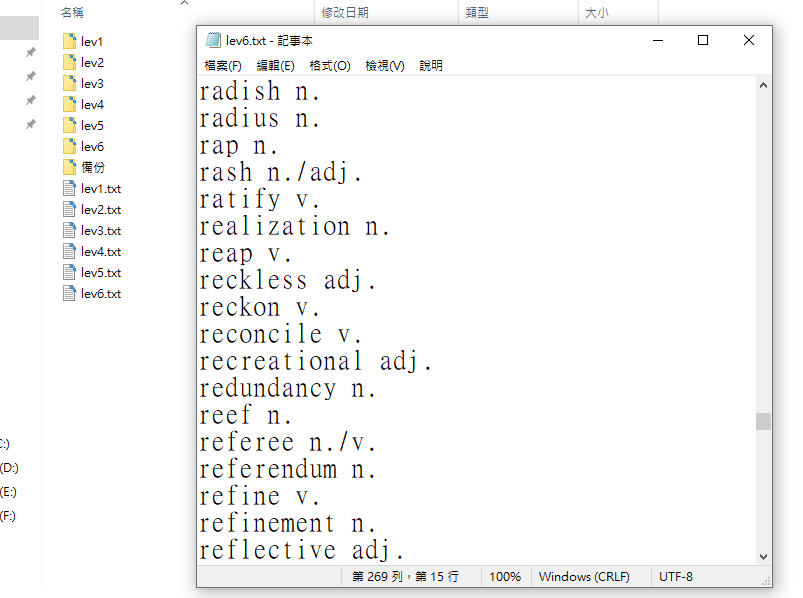 名稱 修改日期 類型 大小
lev1
lev2
lev3
lev4
lev5
lev6
備份
lev1.txt
lev2.txt
lev3.txt
lev4.txt
lev5.txt
lev6.txt
C:)
(D:)
(E:)
(F:)
lev6.txt - 記事本
檔案(F) 編輯(E) 格式(O) 檢視(V) 說明
radish n.
radius n.
rap n.
rash n./adj.
ratify v.
realization n.
reap v.
reckless adj.
reckon v.
reconcile v.
recreational adj.
redundancy n.
reef n.
referee n./v.
referendum n.
refine v.
refinement n.
reflective adj.
第 269 列，第 15 行 100% Windows (CRLF) UTF-8